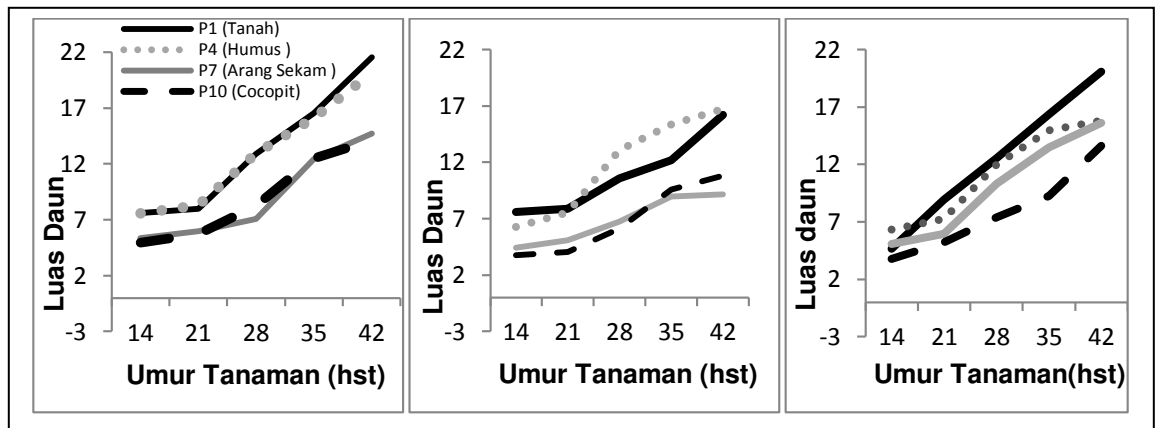 P1 (Tanah)
P4 (Humus )
P7 (Arang Sekam )
P10 (Cocopit)
Luas Daun
22
17
12
7
2
-3
14 21 28 35 42
Umur Tanaman (hst)
Luas Daun
22
17
12
7
2
-3
14 21 28 35 42
Umur Tanaman (hst)
Luas daun
22
17
12
7
2
-3
14 21 28 35 42
Umur Tanaman(hst)